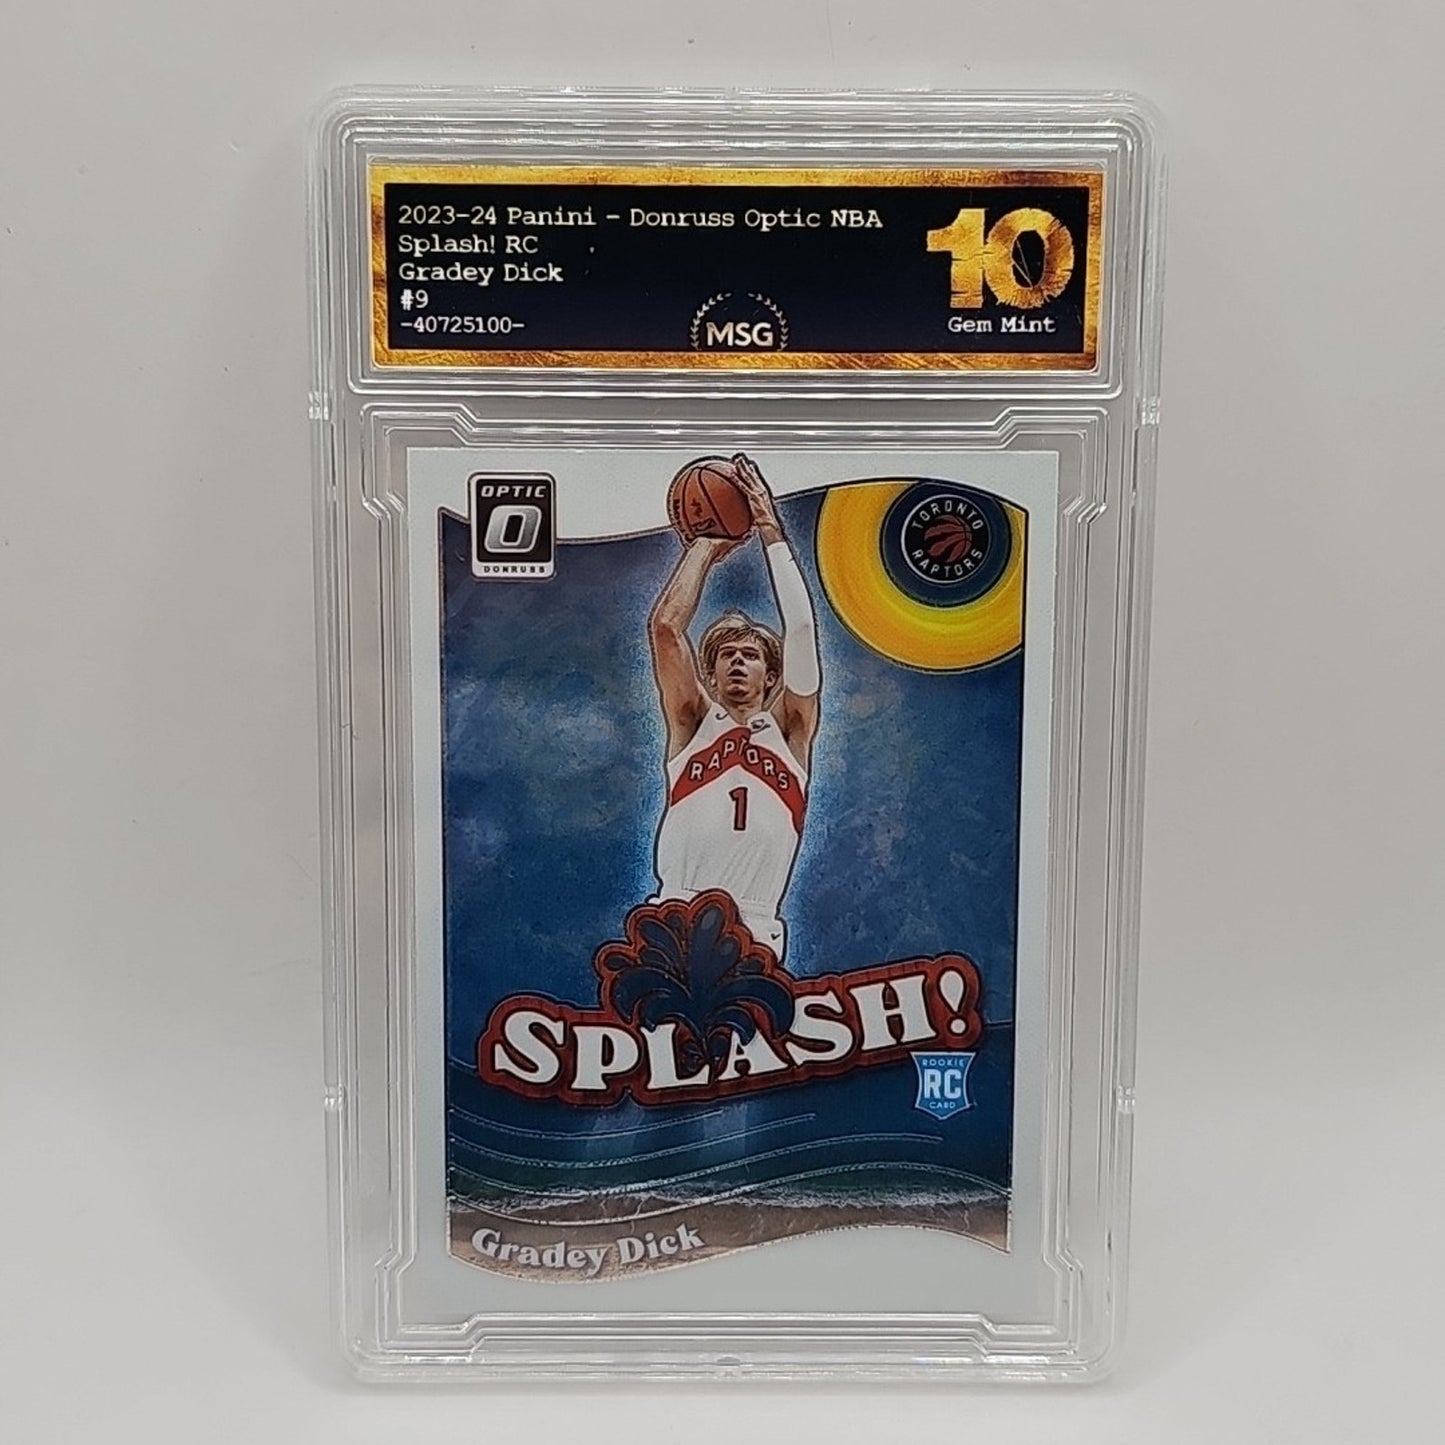 2023-24 Panini - Donruss Optic NBA
Splash! RC
Gradey Dick
#9
-40725100-
MSG
10
Gem Mint
OPTIC
O
DONRUSS
TORONTO
RAPTORS
RAPTORS
1
SPLASH!
ROOKIE
RC
CARD
Gradey Dick